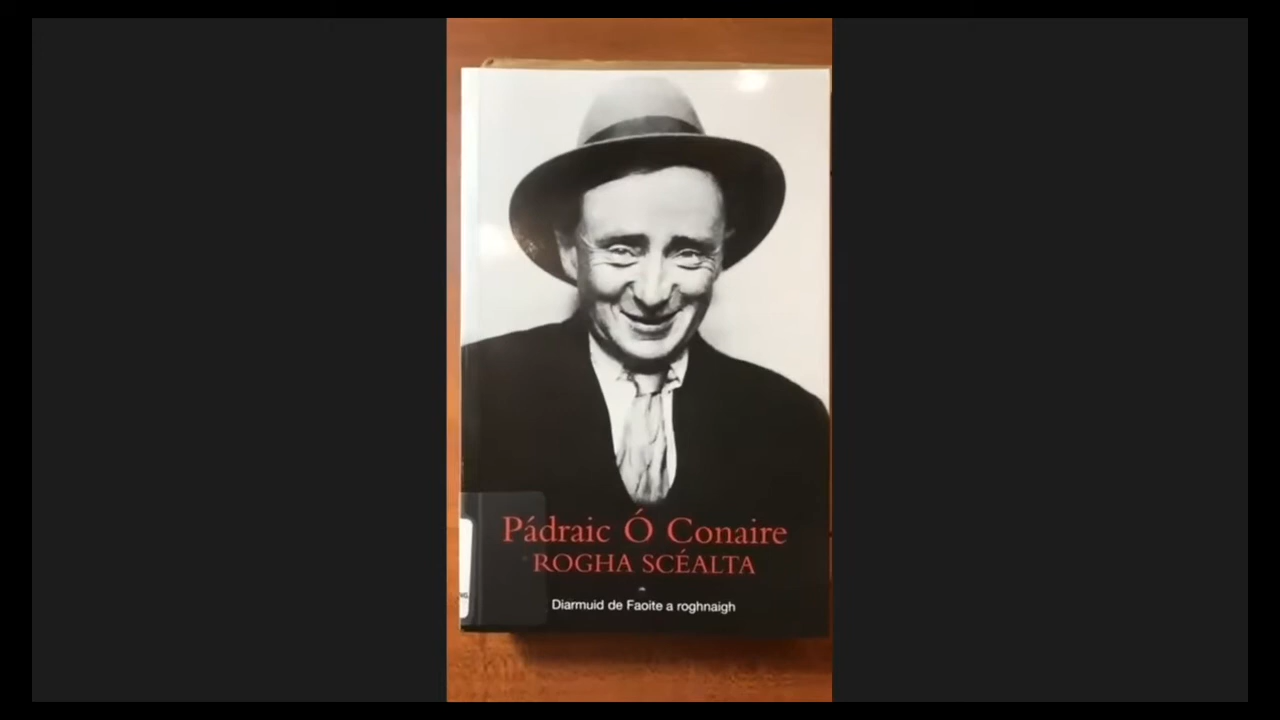 Pádraic Ó Conaire
ROGHA SCÉALTA
Diarmuid de Faoite a roghnaigh